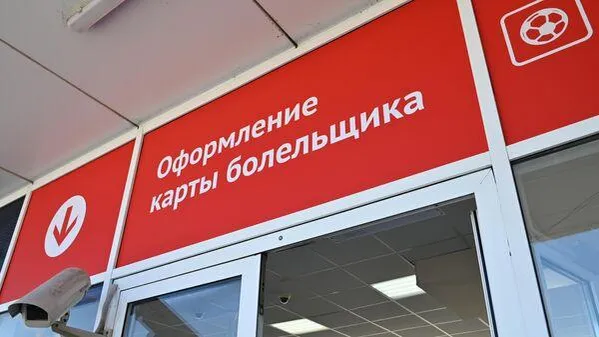 Оформление
карты болельщика